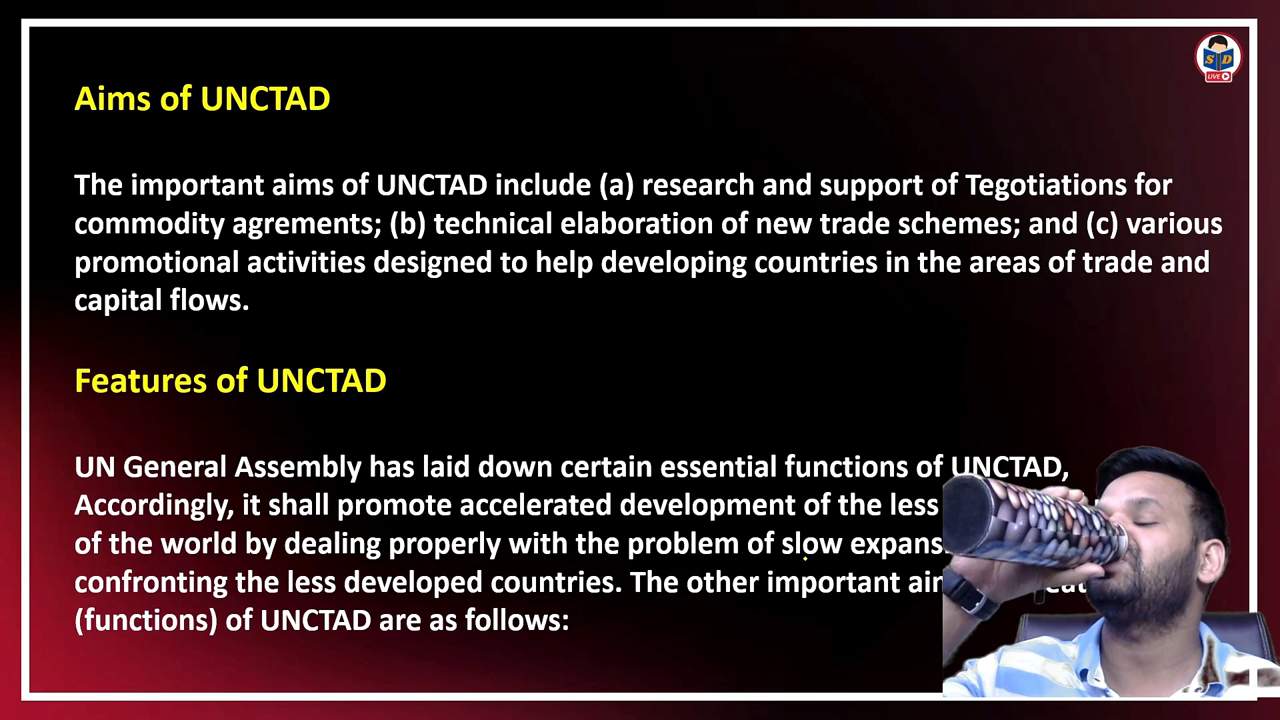 S D
LIVE
Aims of UNCTAD
The important aims of UNCTAD include (a) research and support of Tegotiations for
commodity agrements; (b) technical elaboration of new trade schemes; and (c) various
promotional activities designed to help developing countries in the areas of trade and
capital flows.
Features of UNCTAD
UN General Assembly has laid down certain essential functions of UNCTAD,
Accordingly, it shall promote accelerated development of the less
of the world by dealing properly with the problem of slow
confronting the less developed countries. The other important
(functions) of UNCTAD are as follows: